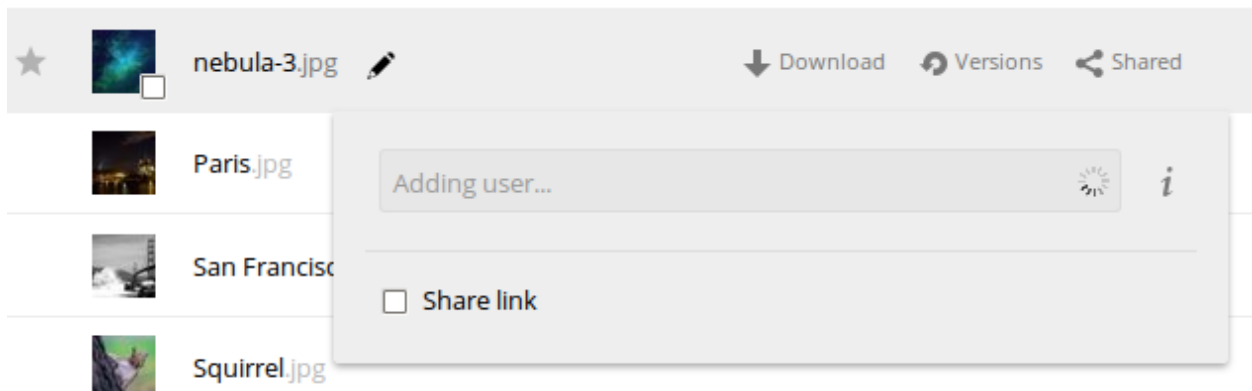 nebula-3.jpg Download Versions Shared
Paris.jpg
Adding user... i
San Francisc
Share link
Squirrel.jpg